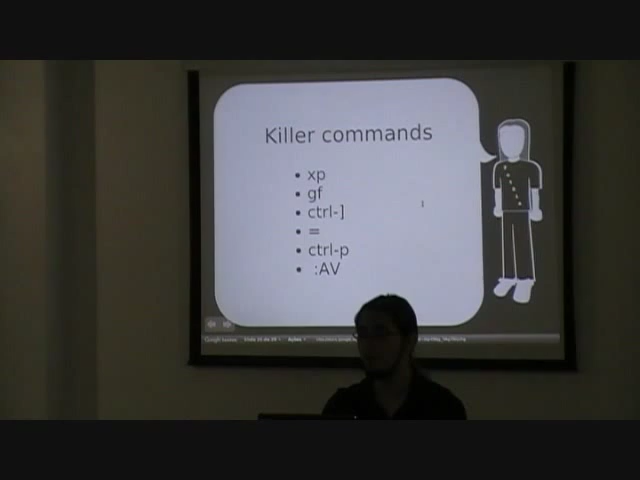 Killer commands
• xp
• gf
• ctrl-]
• =
• ctrl-p
• :AV